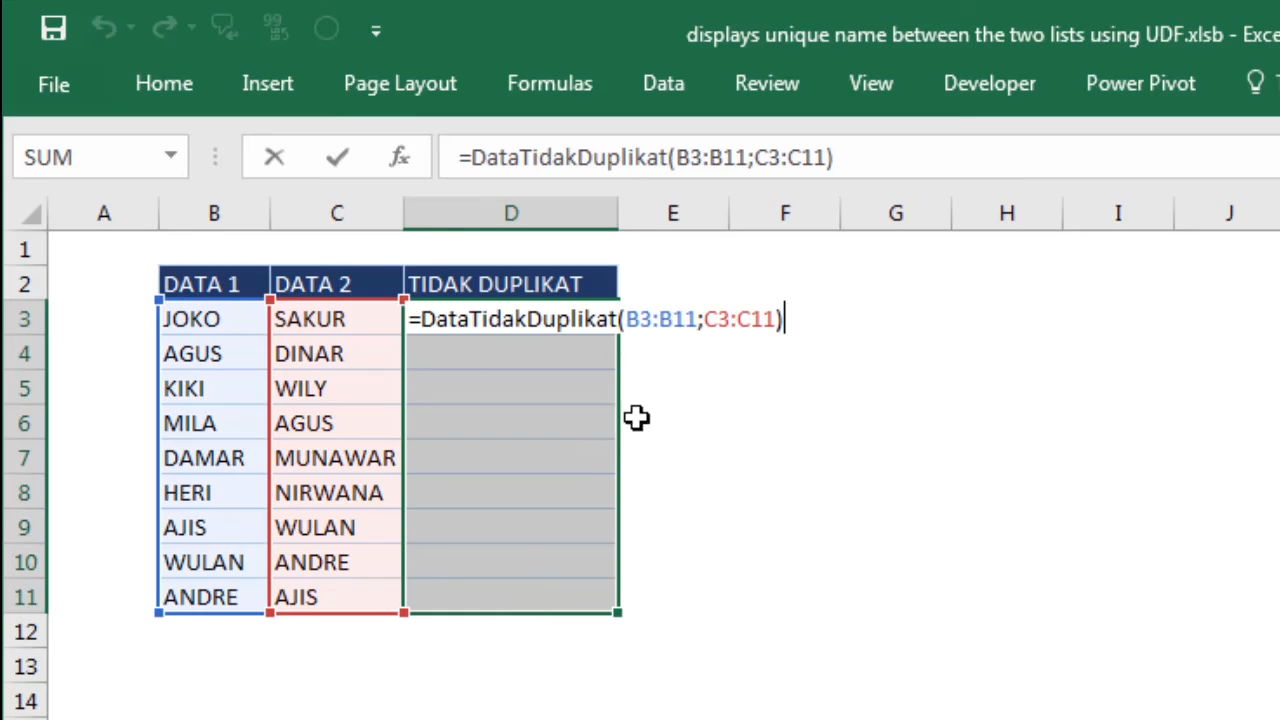 displays unique name between the two lists using UDF.xlsb - Exce
File Home Insert Page Layout Formulas Data Review View Developer Power Pivot
SUM fx =DataTidakDuplikat(B3:B11;C3:C11)
A B C D E F G H I J
1
2 DATA 1 DATA 2 TIDAK DUPLIKAT
3 JOKO SAKUR =DataTidakDuplikat(B3:B11;C3:C11)
4 AGUS DINAR
5 KIKI WILY
6 MILA AGUS
7 DAMAR MUNAWAR
8 HERI NIRWANA
9 AJIS WULAN
10 WULAN ANDRE
11 ANDRE AJIS
12
13
14